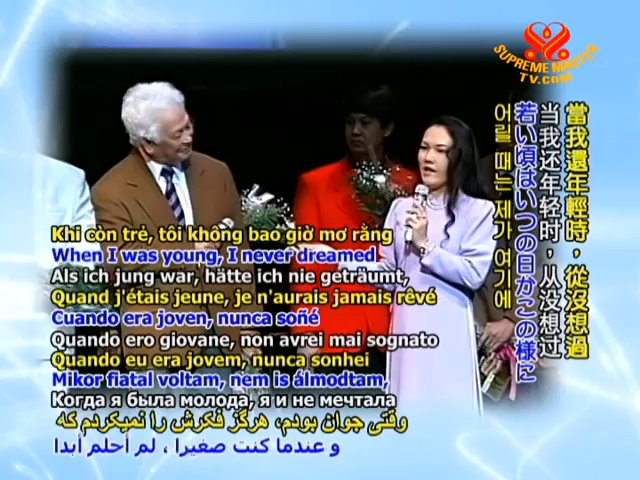 SUPREME MASTER
TV.COM
Khi còn trẻ, tôi không bao giờ mơ rằng
When I was young, I never dreamed
Als ich jung war, hätte ich nie geträumt,
Quand j'étais jeune, je n'aurais jamais rêvé
Cuando era joven, nunca soñé
Quando ero giovane, non avrei mai sognato
Quando eu era jovem, nunca sonhei
Mikor fiatal voltam, nem is álmodtam,
Когда я была молода, я и не мечтала
وقتی جوان بودم، هرگز فکرش را نمیکردم که
و عندما كنت صغيرا ، لم أحلم أبدا
當我還年輕時，從沒想過
当我还年轻时，从没想过
若い頃はいつの日かこの様に
어릴 때는 제가 여기에